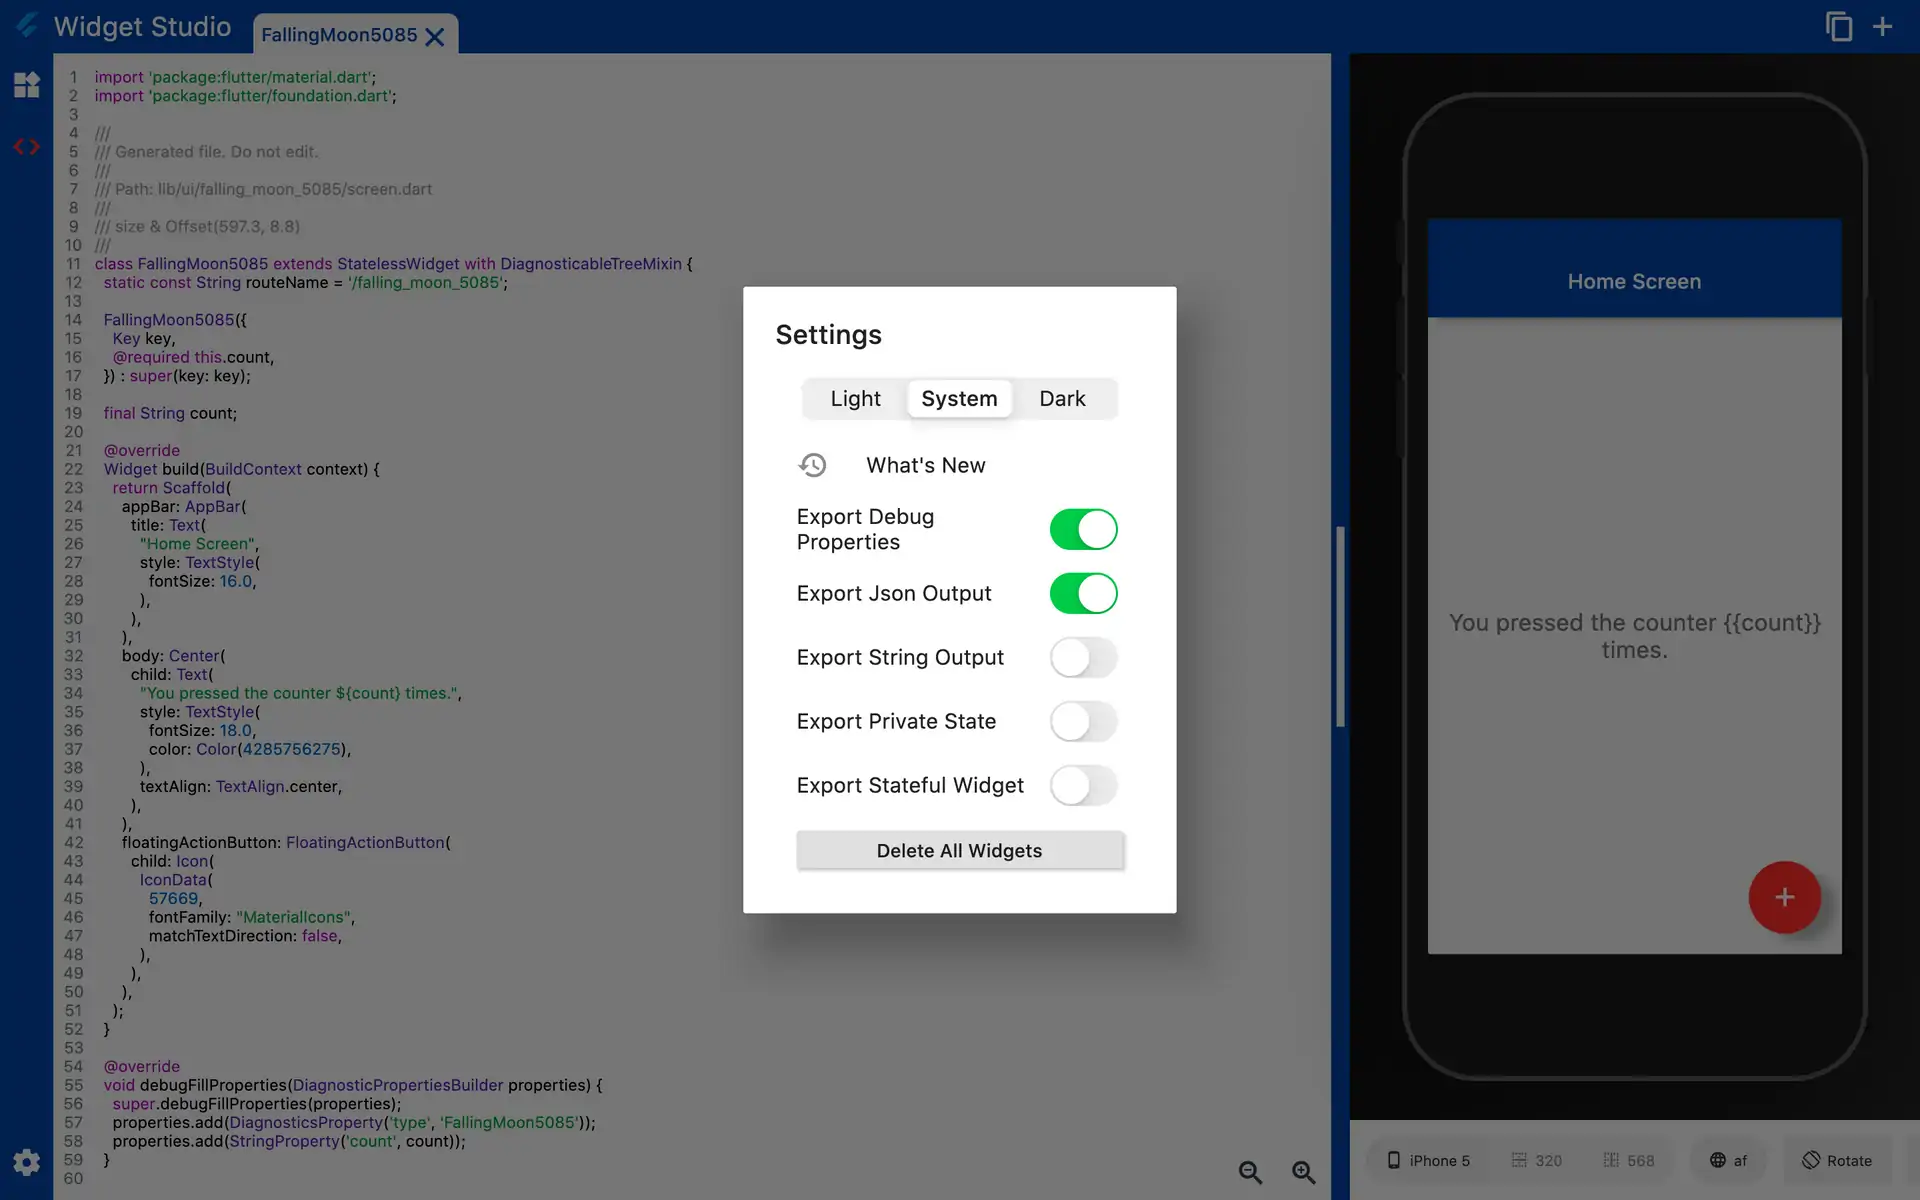 Widget Studio
FallingMoon5085
1 import 'package:flutter/material.dart';
2 import 'package:flutter/foundation.dart';
3
4 ///
5 /// Generated file. Do not edit.
6 ///
7 /// Path: lib/ui/falling_moon_5085/screen.dart
8 ///
9 /// size & Offset(597.3, 8.8)
10 ///
11 class FallingMoon5085 extends StatelessWidget with DiagnosticableTreeMixin {
12 static const String routeName = '/falling_moon_5085';
13
14 FallingMoon5085({
15 Key key,
16 @required this.count,
17 }) : super(key: key);
18
19 final String count;
20
21 @override
22 Widget build(BuildContext context) {
23 return Scaffold(
24 appBar: AppBar(
25 title: Text(
26 "Home Screen",
27 style: TextStyle(
28 fontSize: 16.0,
29 ),
30 ),
31 ),
32 body: Center(
33 child: Text(
34 "You pressed the counter ${count} times.",
35 style: TextStyle(
36 fontSize: 18.0,
37 color: Color(4285756275),
38 ),
39 textAlign: TextAlign.center,
40 ),
41 ),
42 floatingActionButton: FloatingActionButton(
43 child: Icon(
44 IconData(
45 57669,
46 fontFamily: "MaterialIcons",
47 matchTextDirection: false,
48 ),
49 ),
50 ),
51 );
52 }
53
54 @override
55 void debugFillProperties(DiagnosticPropertiesBuilder properties) {
56 super.debugFillProperties(properties);
57 properties.add(DiagnosticsProperty('type', 'FallingMoon5085'));
58 properties.add(StringProperty('count', count));
59 }
60
Settings
Light System Dark
What's New
Export Debug
Properties
Export Json Output
Export String Output
Export Private State
Export Stateful Widget
Delete All Widgets
Home Screen
You pressed the counter {{count}}
times.
iPhone 5 320 568 af Rotate